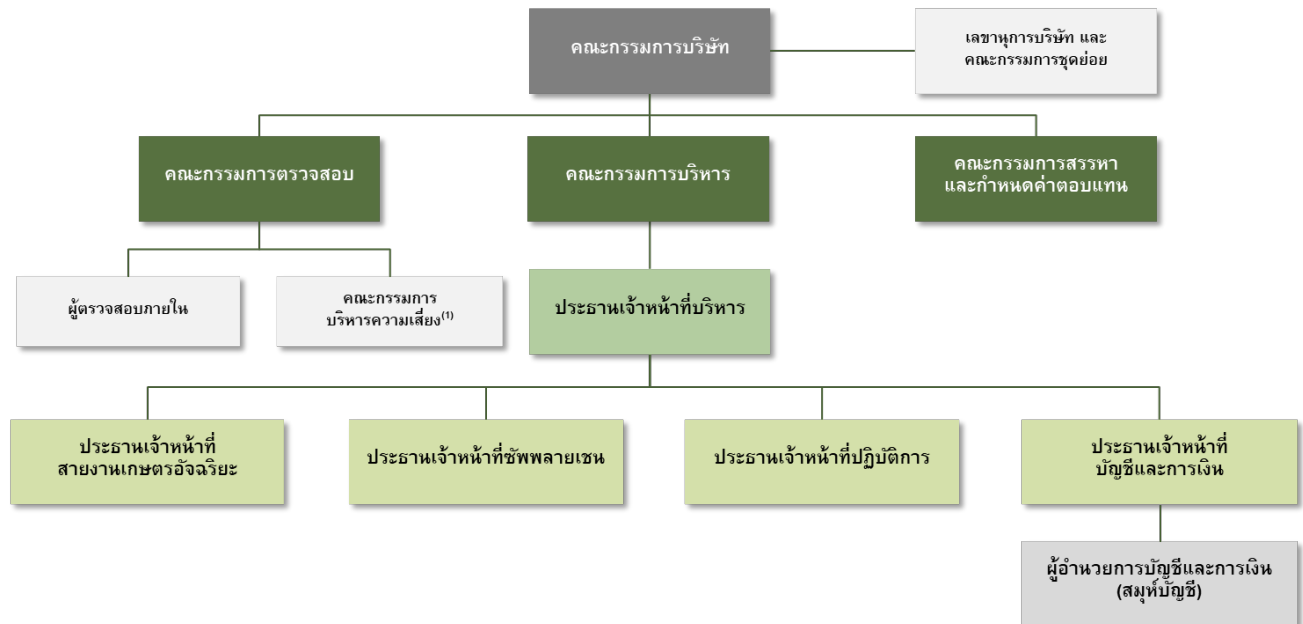 คณะกรรมการบริษัท
เลขานุการบริษัท และ
คณะกรรมการชุดย่อย
คณะกรรมการตรวจสอบ
คณะกรรมการบริหาร
คณะกรรมการสรรหา
และกำหนดค่าตอบแทน
ผู้ตรวจสอบภายใน
คณะกรรมการ
บริหารความเสี่ยง(1)
ประธานเจ้าหน้าที่บริหาร
ประธานเจ้าหน้าที่
สายงานเกษตรอัจฉริยะ
ประธานเจ้าหน้าที่ซัพพลายเชน
ประธานเจ้าหน้าที่ปฏิบัติการ
ประธานเจ้าหน้าที่
บัญชีและการเงิน
ผู้อำนวยการบัญชีและการเงิน
(สมุห์บัญชี)